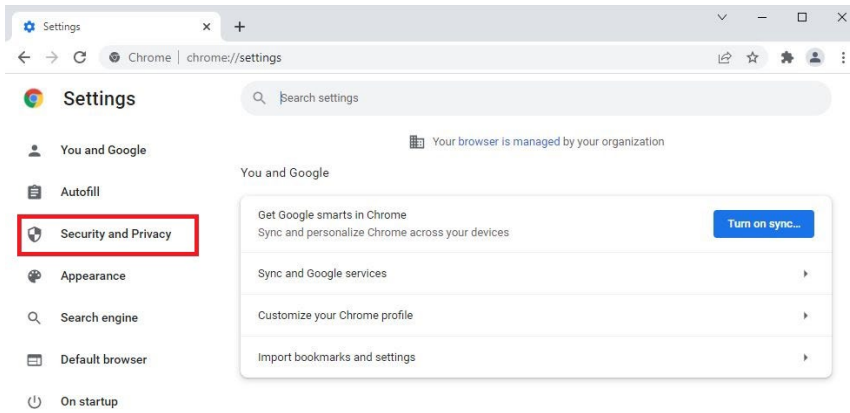 Settings
Chrome | chrome://settings
Settings
Search settings
You and Google
Autofill
Security and Privacy
Appearance
Search engine
Default browser
On startup
Your browser is managed by your organization
You and Google
Get Google smarts in Chrome
Sync and personalize Chrome across your devices
Turn on sync...
Sync and Google services
Customize your Chrome profile
Import bookmarks and settings